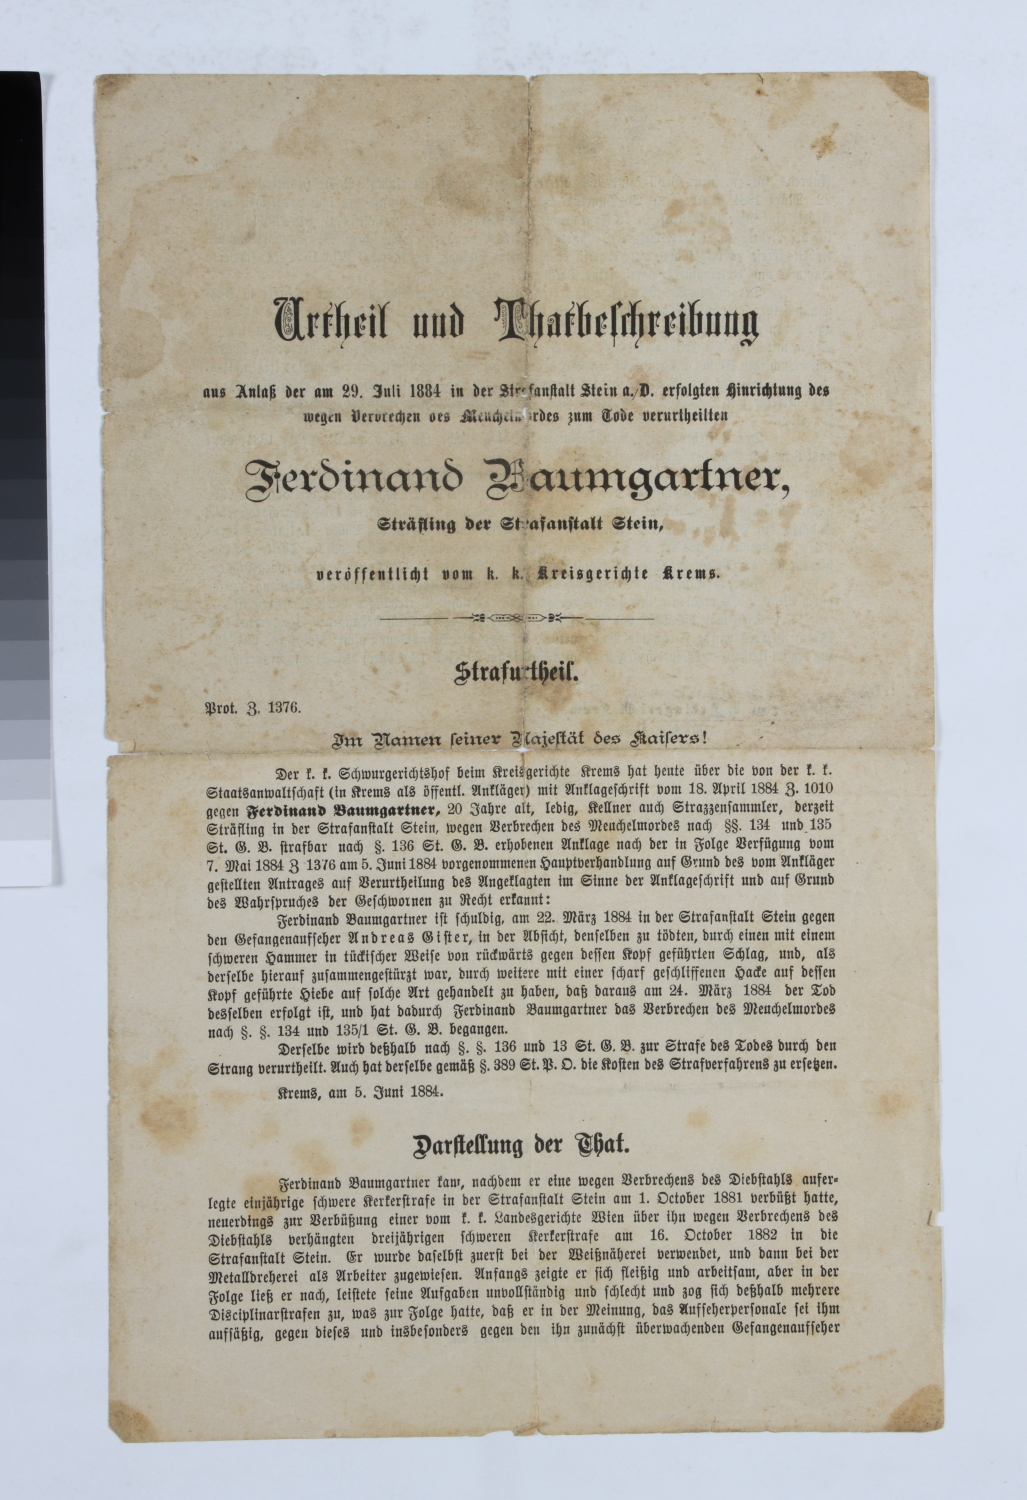 Urtheil und Thatbeschreibung
aus Anlaß der am 29. Juli 1884 in der Strafanstalt Stein a./D. erfolgten Hinrichtung des
wegen Verbrechen des Meuchelmordes zum Tode verurtheilten
Ferdinand Baumgartner,
Sträfling der Strafanstalt Stein,
veröffentlicht vom k. k. Kreisgerichte Krems.
Strafurtheil.
Prot. Z. 1376.
Im Namen seiner Majestät des Kaisers!
Der k. k. Schwurgerichtshof beim Kreisgerichte Krems hat heute über die von der k. k.
Staatsanwaltschaft (in Krems als öffentl. Ankläger) mit Anklageschrift vom 18. April 1884 Z. 1010
gegen Ferdinand Baumgartner, 20 Jahre alt, ledig, Kellner auch Strazzensammler, derzeit
Sträfling in der Strafanstalt Stein, wegen Verbrechen des Meuchelmordes nach §§. 134 und 135
St. G. B. strafbar nach §. 136 St. G. B. erhobenen Anklage nach der in Folge Verfügung vom
7. Mai 1884 Z 1376 am 5. Juni 1884 vorgenommenen Hauptverhandlung auf Grund des vom Ankläger
gestellten Antrages auf Verurtheilung des Angeklagten im Sinne der Anklageschrift und auf Grund
des Wahrspruches der Geschwornen zu Recht erkannt:
Ferdinand Baumgartner ist schuldig, am 22. März 1884 in der Strafanstalt Stein gegen
den Gefangenaufseher Andreas Gister, in der Absicht, denselben zu tödten, durch einen mit einem
schweren Hammer in tückischer Weise von rückwärts gegen dessen Kopf geführten Schlag, und, als
derselbe hierauf zusammengestürzt war, durch weitere mit einer scharf geschliffenen Hacke auf dessen
Kopf geführte Hiebe auf solche Art gehandelt zu haben, daß daraus am 24. März 1884 der Tod
desselben erfolgt ist, und hat dadurch Ferdinand Baumgartner das Verbrechen des Meuchelmordes
nach §. §. 134 und 135/1 St. G. B. begangen.
Derselbe wird deßhalb nach §. §. 136 und 13 St. G. B. zur Strafe des Todes durch den
Strang verurtheilt. Auch hat derselbe gemäß §. 389 St. P. O. die Kosten des Strafverfahrens zu ersetzen.
Krems, am 5. Juni 1884.
Darstellung der That.
Ferdinand Baumgartner kam, nachdem er eine wegen Verbrechens des Diebstahls aufer-
legte einjährige schwere Kerkerstrafe in der Strafanstalt Stein am 1. October 1881 verbüßt hatte,
neuerdings zur Verbüßung einer vom k. k. Landesgerichte Wien über ihn wegen Verbrechens des
Diebstahls verhängten dreijährigen schweren Kerkerstrafe am 16. October 1882 in die
Strafanstalt Stein. Er wurde daselbst zuerst bei der Weißnäherei verwendet, und dann bei der
Metalldreherei als Arbeiter zugewiesen. Anfangs zeigte er sich fleißig und arbeitsam, aber in der
Folge ließ er nach, leistete seine Aufgaben unvollständig und schlecht und zog sich deßhalb mehrere
Disciplinarstrafen zu, was zur Folge hatte, daß er in der Meinung, das Aufseherpersonale sei ihm
aufsäßig, gegen dieses und insbesonders gegen den ihn zunächst überwachenden Gefangenaufseher